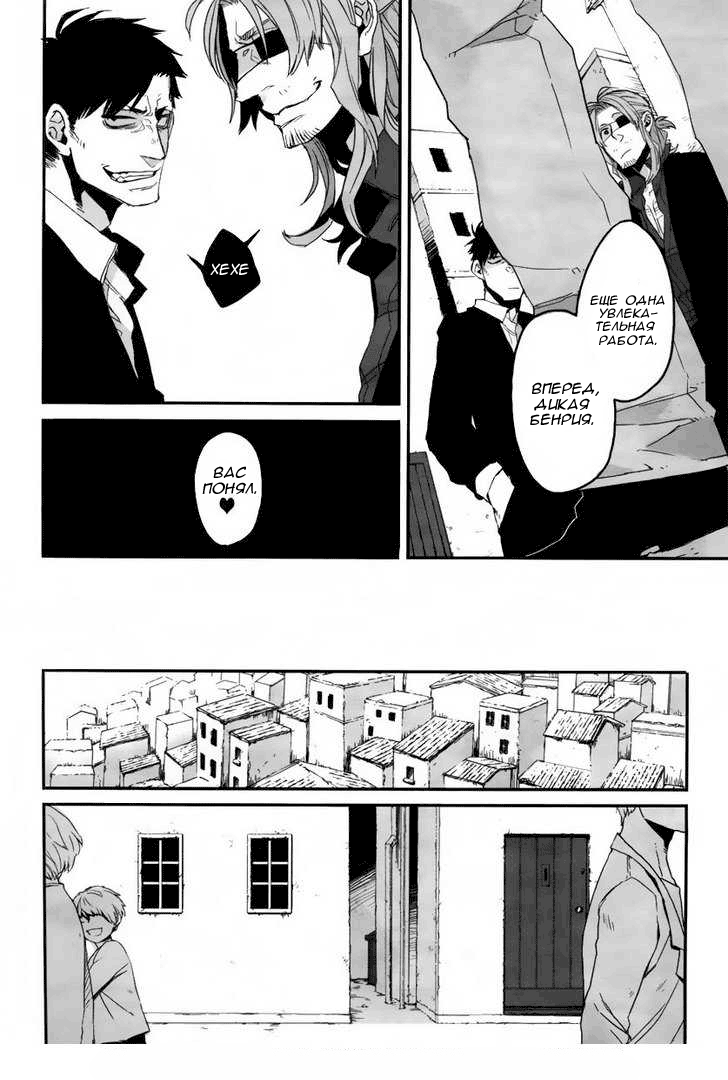 ЕЩЕ ОДНА
УВЛЕКА-
ТЕЛЬНАЯ
РАБОТА.
ВПЕРЕД,
ДИКАЯ
БЕНРИЯ.
ХЕХЕ
ВАС
ПОНЯЛ.
♥